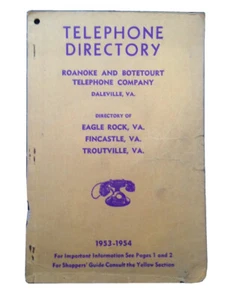 TELEPHONE
DIRECTORY
ROANOKE AND BOTETOURT
TELEPHONE COMPANY
DALEVILLE, VA.
DIRECTORY OF
EAGLE ROCK, VA.
FINCASTLE, VA.
TROUTVILLE, VA.
1953-1954
For Important Information See Pages 1 and 2
For Shoppers' Guide Consult the Yellow Section